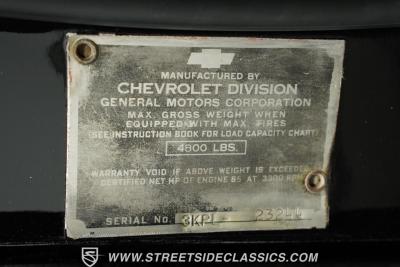 MANUFACTURED BY
CHEVROLET DIVISION
GENERAL MOTORS CORPORATION
MAX. GROSS WEIGHT WHEN
EQUIPPED WITH MAX. TIRES
(SEE INSTRUCTION BOOK FOR LOAD CAPACITY CHART)
4800 LBS.
WARRANTY VOID IF ABOVE WEIGHT IS EXCEEDED
CERTIFIED NET HP OF ENGINE 85 AT 3300 RPM
SERIAL No. 3KPL
WWW.STREETSIDECLASSICS.COM